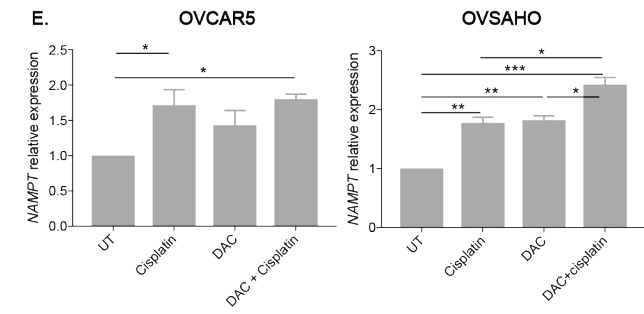 E.
OVCAR5
OVSAHO
NAMPT relative expression
2.5
2.0
1.5
1.0
0.5
0.0
*
*
UT
Cisplatin
DAC
DAC + Cisplatin
NAMPT relative expression
3
2
1
0
*
***
**
*
**
UT
Cisplatin
DAC
DAC+cisplatin